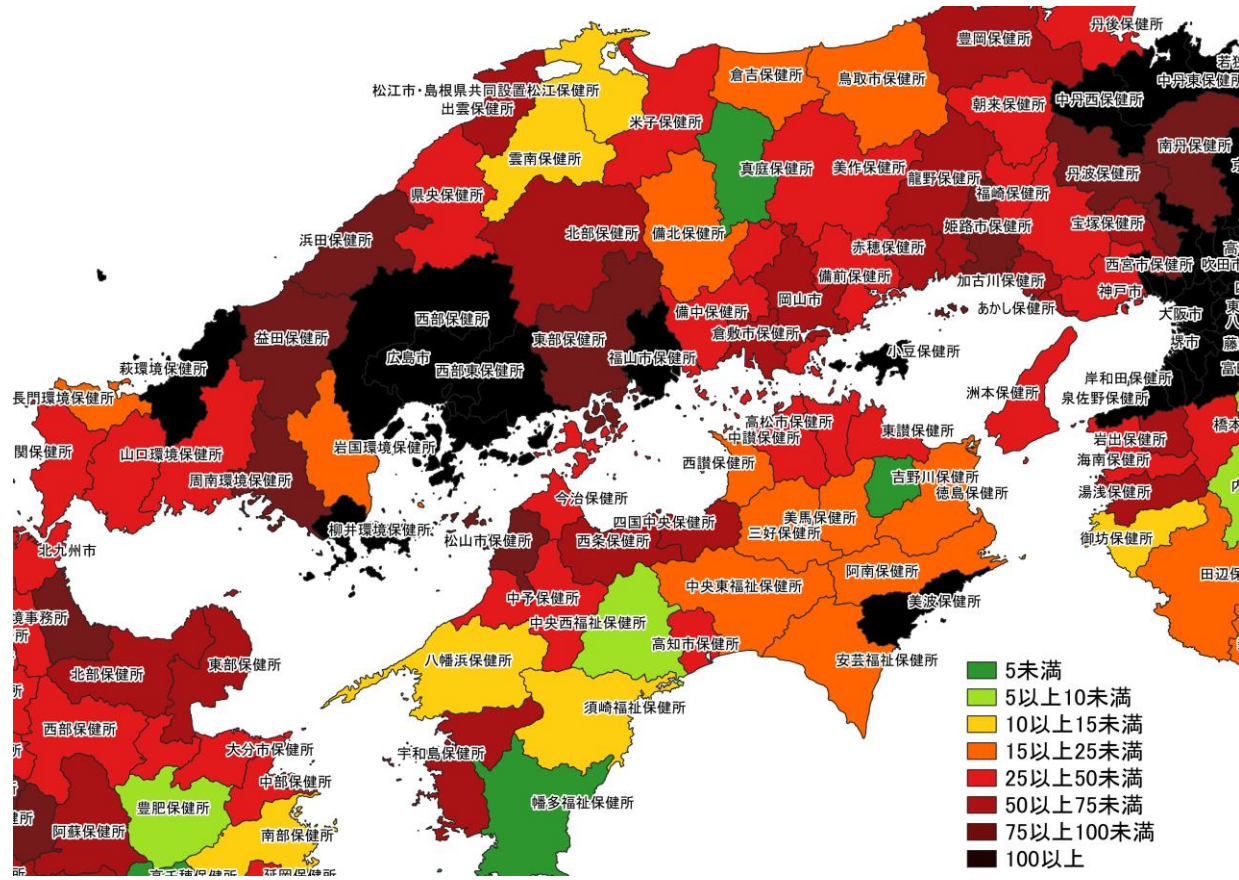 丹後保健所
豊岡保健所
若狭
中丹東保健所
倉吉保健所
鳥取市保健所
松江市・島根県共同設置松江保健所
朝来保健所
中丹西保健所
出雲保健所
米子保健所
南丹保健所
雲南保健所
真庭保健所
美作保健所
龍野保健所
丹波保健所
県央保健所
福崎保健所
浜田保健所
北部保健所
備北保健所
姫路市保健所
宝塚保健所
赤穂保健所
西宮市保健所
吹田市
備前保健所
加古川保健所
神戸市
岡山市
西部保健所
備中保健所
あかし保健所
大阪市
益田保健所
東部保健所
倉敷市保健所
広島市
福山市保健所
小豆保健所
堺市
萩環境保健所
西部東保健所
岸和田保健所
長門環境保健所
洲本保健所
泉佐野保健所
高松市保健所
橋本
岩国環境保健所
中讃保健所
東讃保健所
岩出保健所
関保健所
山口環境保健所
西讃保健所
海南保健所
周南環境保健所
吉野川保健所
徳島保健所
湯浅保健所
今治保健所
美馬保健所
柳井環境保健所
四国中央保健所
三好保健所
御坊保健所
北九州市
松山市保健所
西条保健所
田辺保
中央東福祉保健所
阿南保健所
中予保健所
美波保健所
境事務所
中央西福祉保健所
高知市保健所
東部保健所
八幡浜保健所
安芸福祉保健所
北部保健所
須崎福祉保健所
西部保健所
大分市保健所
宇和島保健所
中部保健所
幡多福祉保健所
豊肥保健所
阿蘇保健所
南部保健所
高千穂保健所
延岡保健所
5未満
5以上10未満
10以上15未満
15以上25未満
25以上50未満
50以上75未満
75以上100未満
100以上